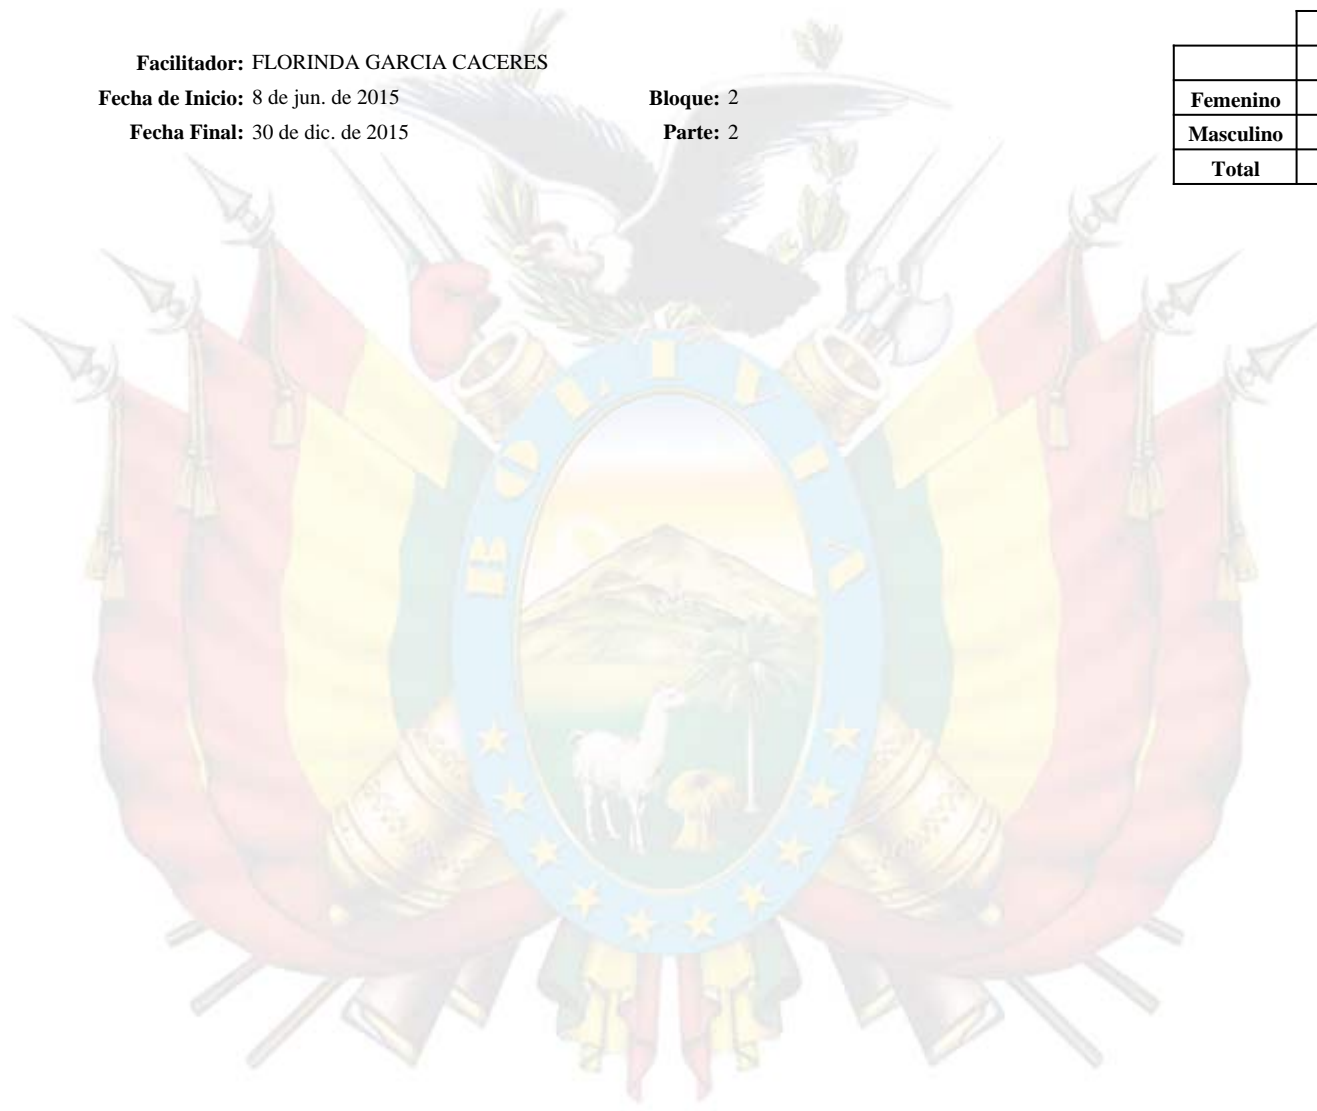 Facilitador: FLORINDA GARCIA CACERES
Fecha de Inicio: 8 de jun. de 2015 Bloque: 2
Fecha Final: 30 de dic. de 2015 Parte: 2
Femenino
Masculino
Total
BOLIVIA